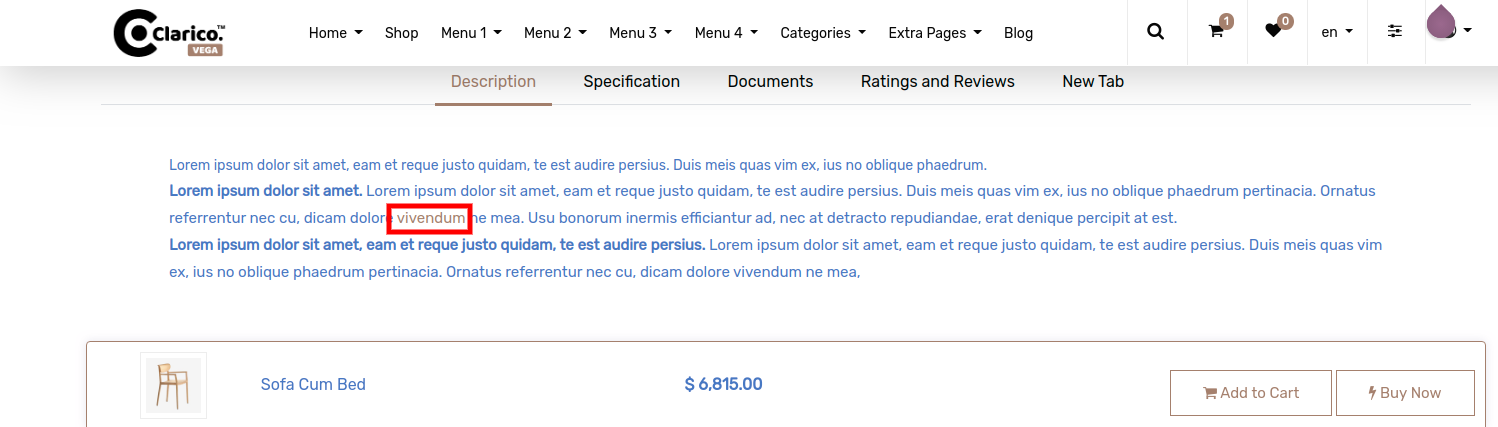 Clarico.™
VEGA
Home Shop Menu 1 Menu 2 Menu 3 Menu 4 Categories Extra Pages Blog 1 0 en
Description Specification Documents Ratings and Reviews New Tab
Lorem ipsum dolor sit amet, eam et reque justo quidam, te est audire persius. Duis meis quas vim ex, ius no oblique phaedrum.
Lorem ipsum dolor sit amet. Lorem ipsum dolor sit amet, eam et reque justo quidam, te est audire persius. Duis meis quas vim ex, ius no oblique phaedrum pertinacia. Ornatus
referrentur nec cu, dicam dolore vivendum ne mea. Usu bonorum inermis efficiantur ad, nec at detracto repudiandae, erat denique percipit at est.
Lorem ipsum dolor sit amet, eam et reque justo quidam, te est audire persius. Lorem ipsum dolor sit amet, eam et reque justo quidam, te est audire persius. Duis meis quas vim
ex, ius no oblique phaedrum pertinacia. Ornatus referrentur nec cu, dicam dolore vivendum ne mea,
Sofa Cum Bed $ 6,815.00 Add to Cart Buy Now